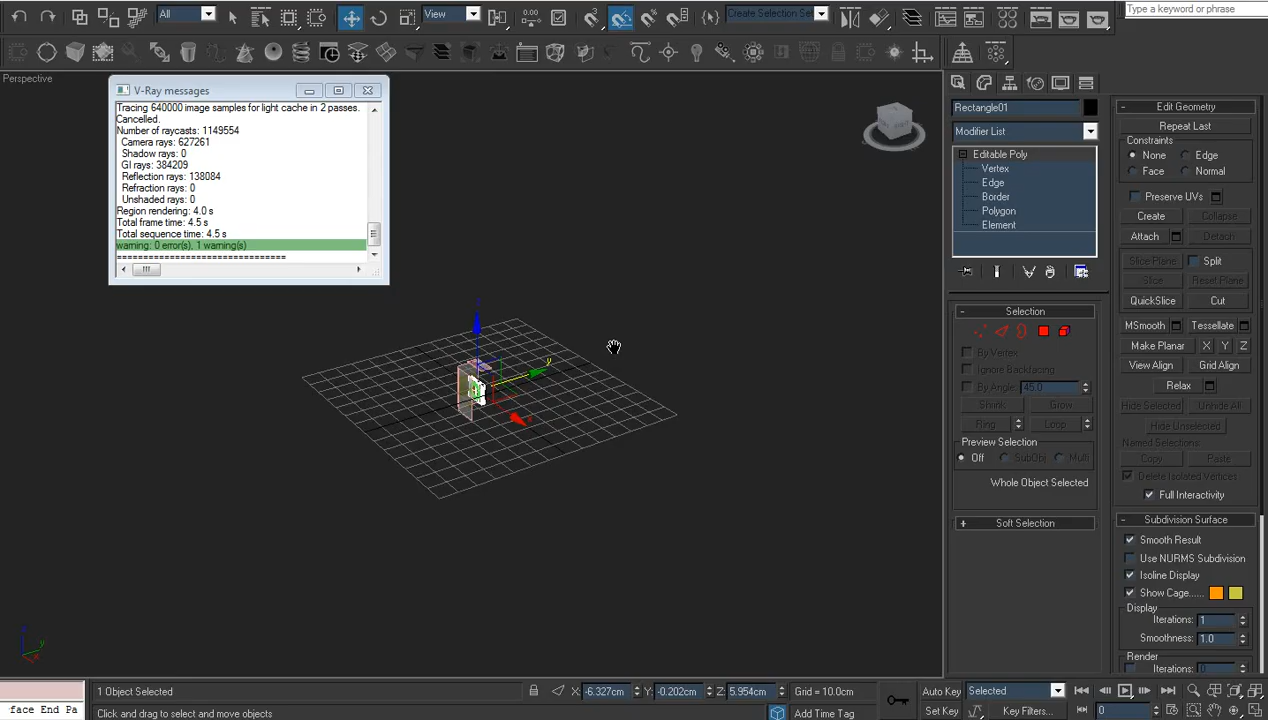 All
View
Create Selection Set
Type a keyword or phrase
Perspective
V-Ray messages
Tracing 640000 image samples for light cache in 2 passes.
Cancelled.
Number of raycasts: 1149554
Camera rays: 627261
Shadow rays: 0
GI rays: 384209
Reflection rays: 138084
Refraction rays: 0
Unshaded rays: 0
Region rendering: 4.0 s
Total frame time: 4.5 s
Total sequence time: 4.5 s
warning: 0 error(s), 1 warning(s)
==============================
Rectangle01
Modifier List
Editable Poly
Vertex
Edge
Border
Polygon
Element
Selection
By Vertex
Ignore Backfacing
By Angle: 45.0
Shrink Grow
Ring Loop
Preview Selection
Off SubObj Multi
Whole Object Selected
Soft Selection
Edit Geometry
Repeat Last
Constraints
None Edge
Face Normal
Preserve UVs
Create Collapse
Attach Detach
Slice Plane Split
Slice Reset Plane
QuickSlice Cut
MSmooth Tessellate
Make Planar X Y Z
View Align Grid Align
Relax
Hide Selected Unhide All
Hide Unselected
Named Selections:
Copy Paste
Delete Isolated Vertices
Full Interactivity
Subdivision Surface
Smooth Result
Use NURMS Subdivision
Isoline Display
Show Cage......
Display
Iterations: 1
Smoothness: 1.0
Render
Iterations: 0
y
1 Object Selected X: -6.327cm Y: -0.202cm Z: 5.954cm Grid = 10.0cm Auto Key Selected
face End Pa Click and drag to select and move objects Add Time Tag Set Key Key Filters... 0